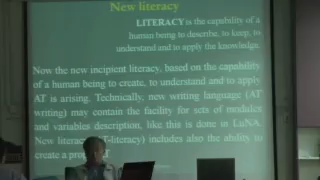 New literacy
LITERACY is the capability of a
human being to describe, to keep, to
understand and to apply the knowledge.
Now the new incipient literacy, based on the capability
of a human being to create, to understand and to apply
AT is arising. Technically, now writing language (AT
writing) may contain the facility for sets of modules
and variables description, like this is done in LuNA.
New literacy (T-literacy) includes also the ability to
create a